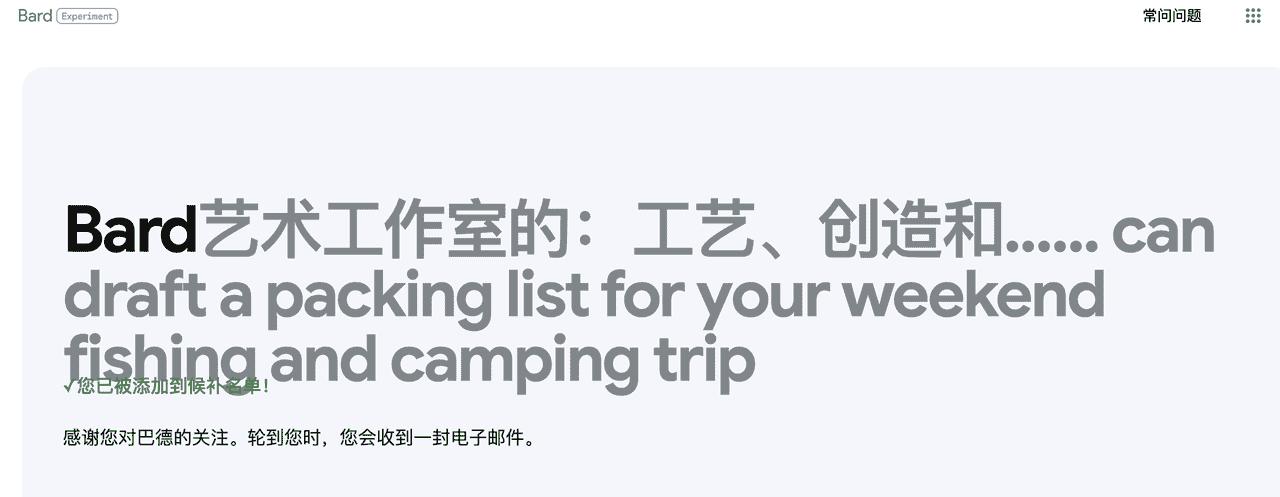 Bard Experiment 常问问题
Bard艺术工作室的：工艺、创造和…… can
draft a packing list for your weekend
fishing and camping trip
✓您已被添加到候补名单！
感谢您对巴德的关注。轮到您时，您会收到一封电子邮件。